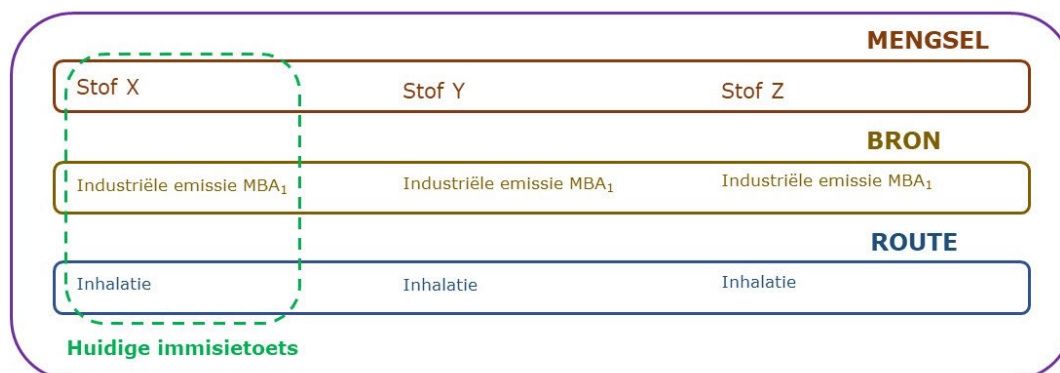 MENGSEL
Stof X Stof Y Stof Z
BRON
Industriële emissie MBA₁ Industriële emissie MBA₁ Industriële emissie MBA₁
ROUTE
Inhalatie Inhalatie Inhalatie
Huidige immisietoets